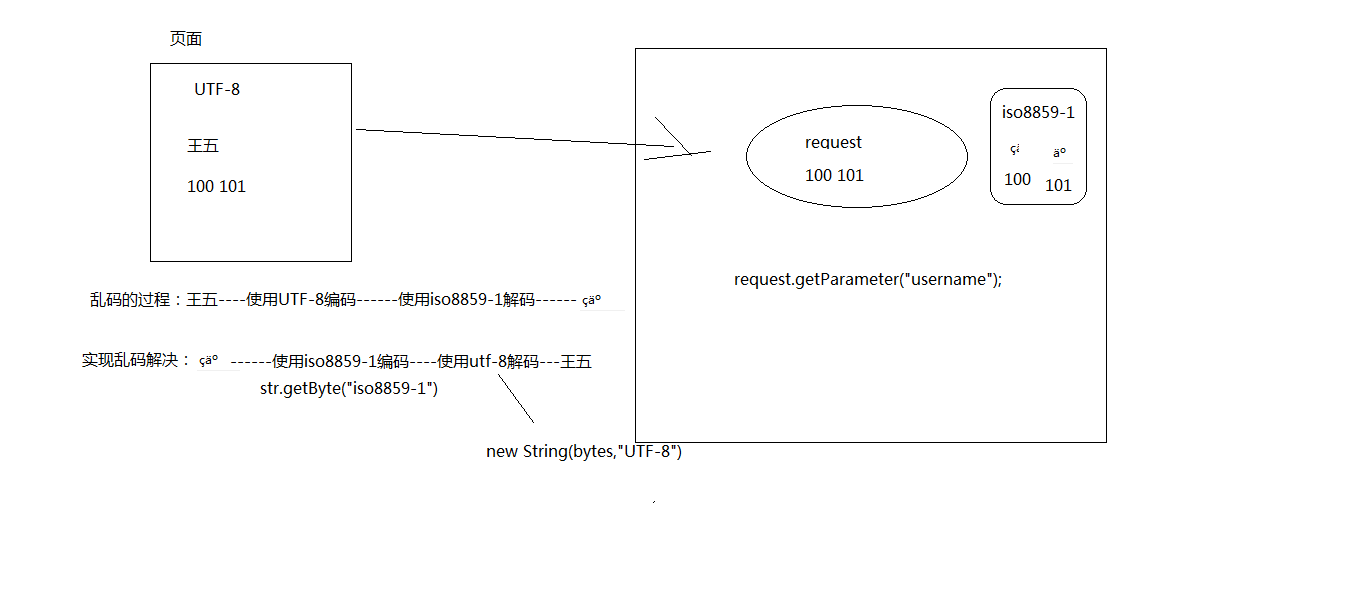 页面
UTF-8
王五
100 101
request
100 101
iso8859-1
çä
äº
100
101
request.getParameter("username");
乱码的过程：王五----使用UTF-8编码------使用iso8859-1解码------ çäº
实现乱码解决： çäº ------使用iso8859-1编码----使用utf-8解码---王五
str.getByte("iso8859-1")
new String(bytes,"UTF-8")